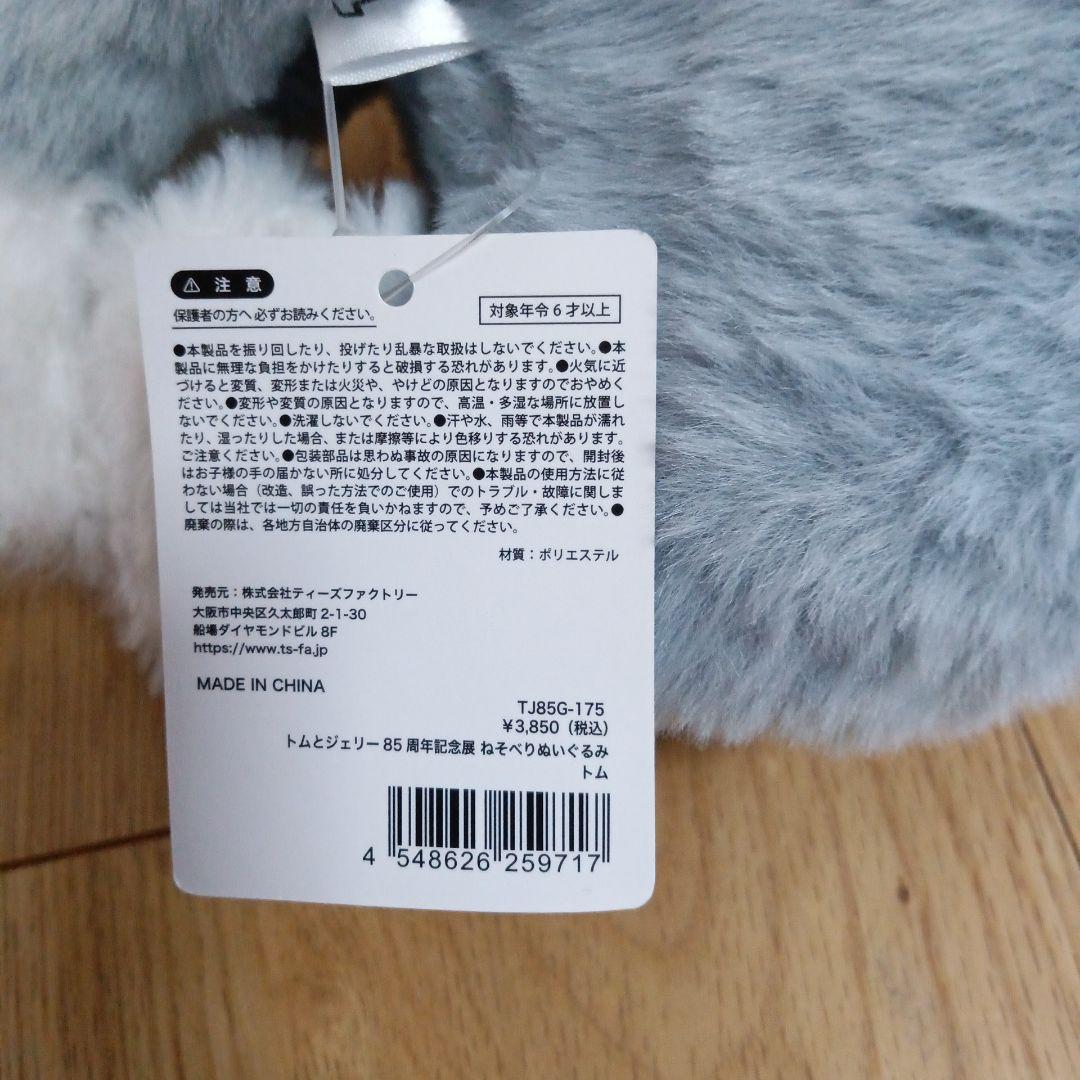 ⚠ 注意
保護者の方へ必ずお読みください。
対象年令6才以上
●本製品を振り回したり、投げたり乱暴な取扱はしないでください。●本
製品に無理な負担をかけたりすると破損する恐れがあります。●火気に近
づけると変質、変形または火災や、やけどの原因となりますのでおやめく
ださい。●変形や変質の原因となりますので、高温・多湿な場所に放置し
ないでください。●洗濯しないでください。●汗や水、雨等で本製品が濡れ
たり、湿ったりした場合、または摩擦等により色移りする恐れがあります。
ご注意ください。●包装部品は思わぬ事故の原因になりますので、開封後
はお子様の手の届かない所に処分してください。●本製品の使用方法に従
わない場合（改造、誤った方法でのご使用）でのトラブル・故障に関しま
しては当社では一切の責任を負いかねますので、予めご了承ください。●
廃棄の際は、各地方自治体の廃棄区分に従ってください。
材質：ポリエステル
発売元：株式会社ティーズファクトリー
大阪市中央区久太郎町2-1-30
船場ダイヤモンドビル8F
https://www.ts-fa.jp
MADE IN CHINA
TJ85G-175
¥3,850（税込）
トムとジェリー85周年記念展 ねそべりぬいぐるみ
トム
4 548626 259717